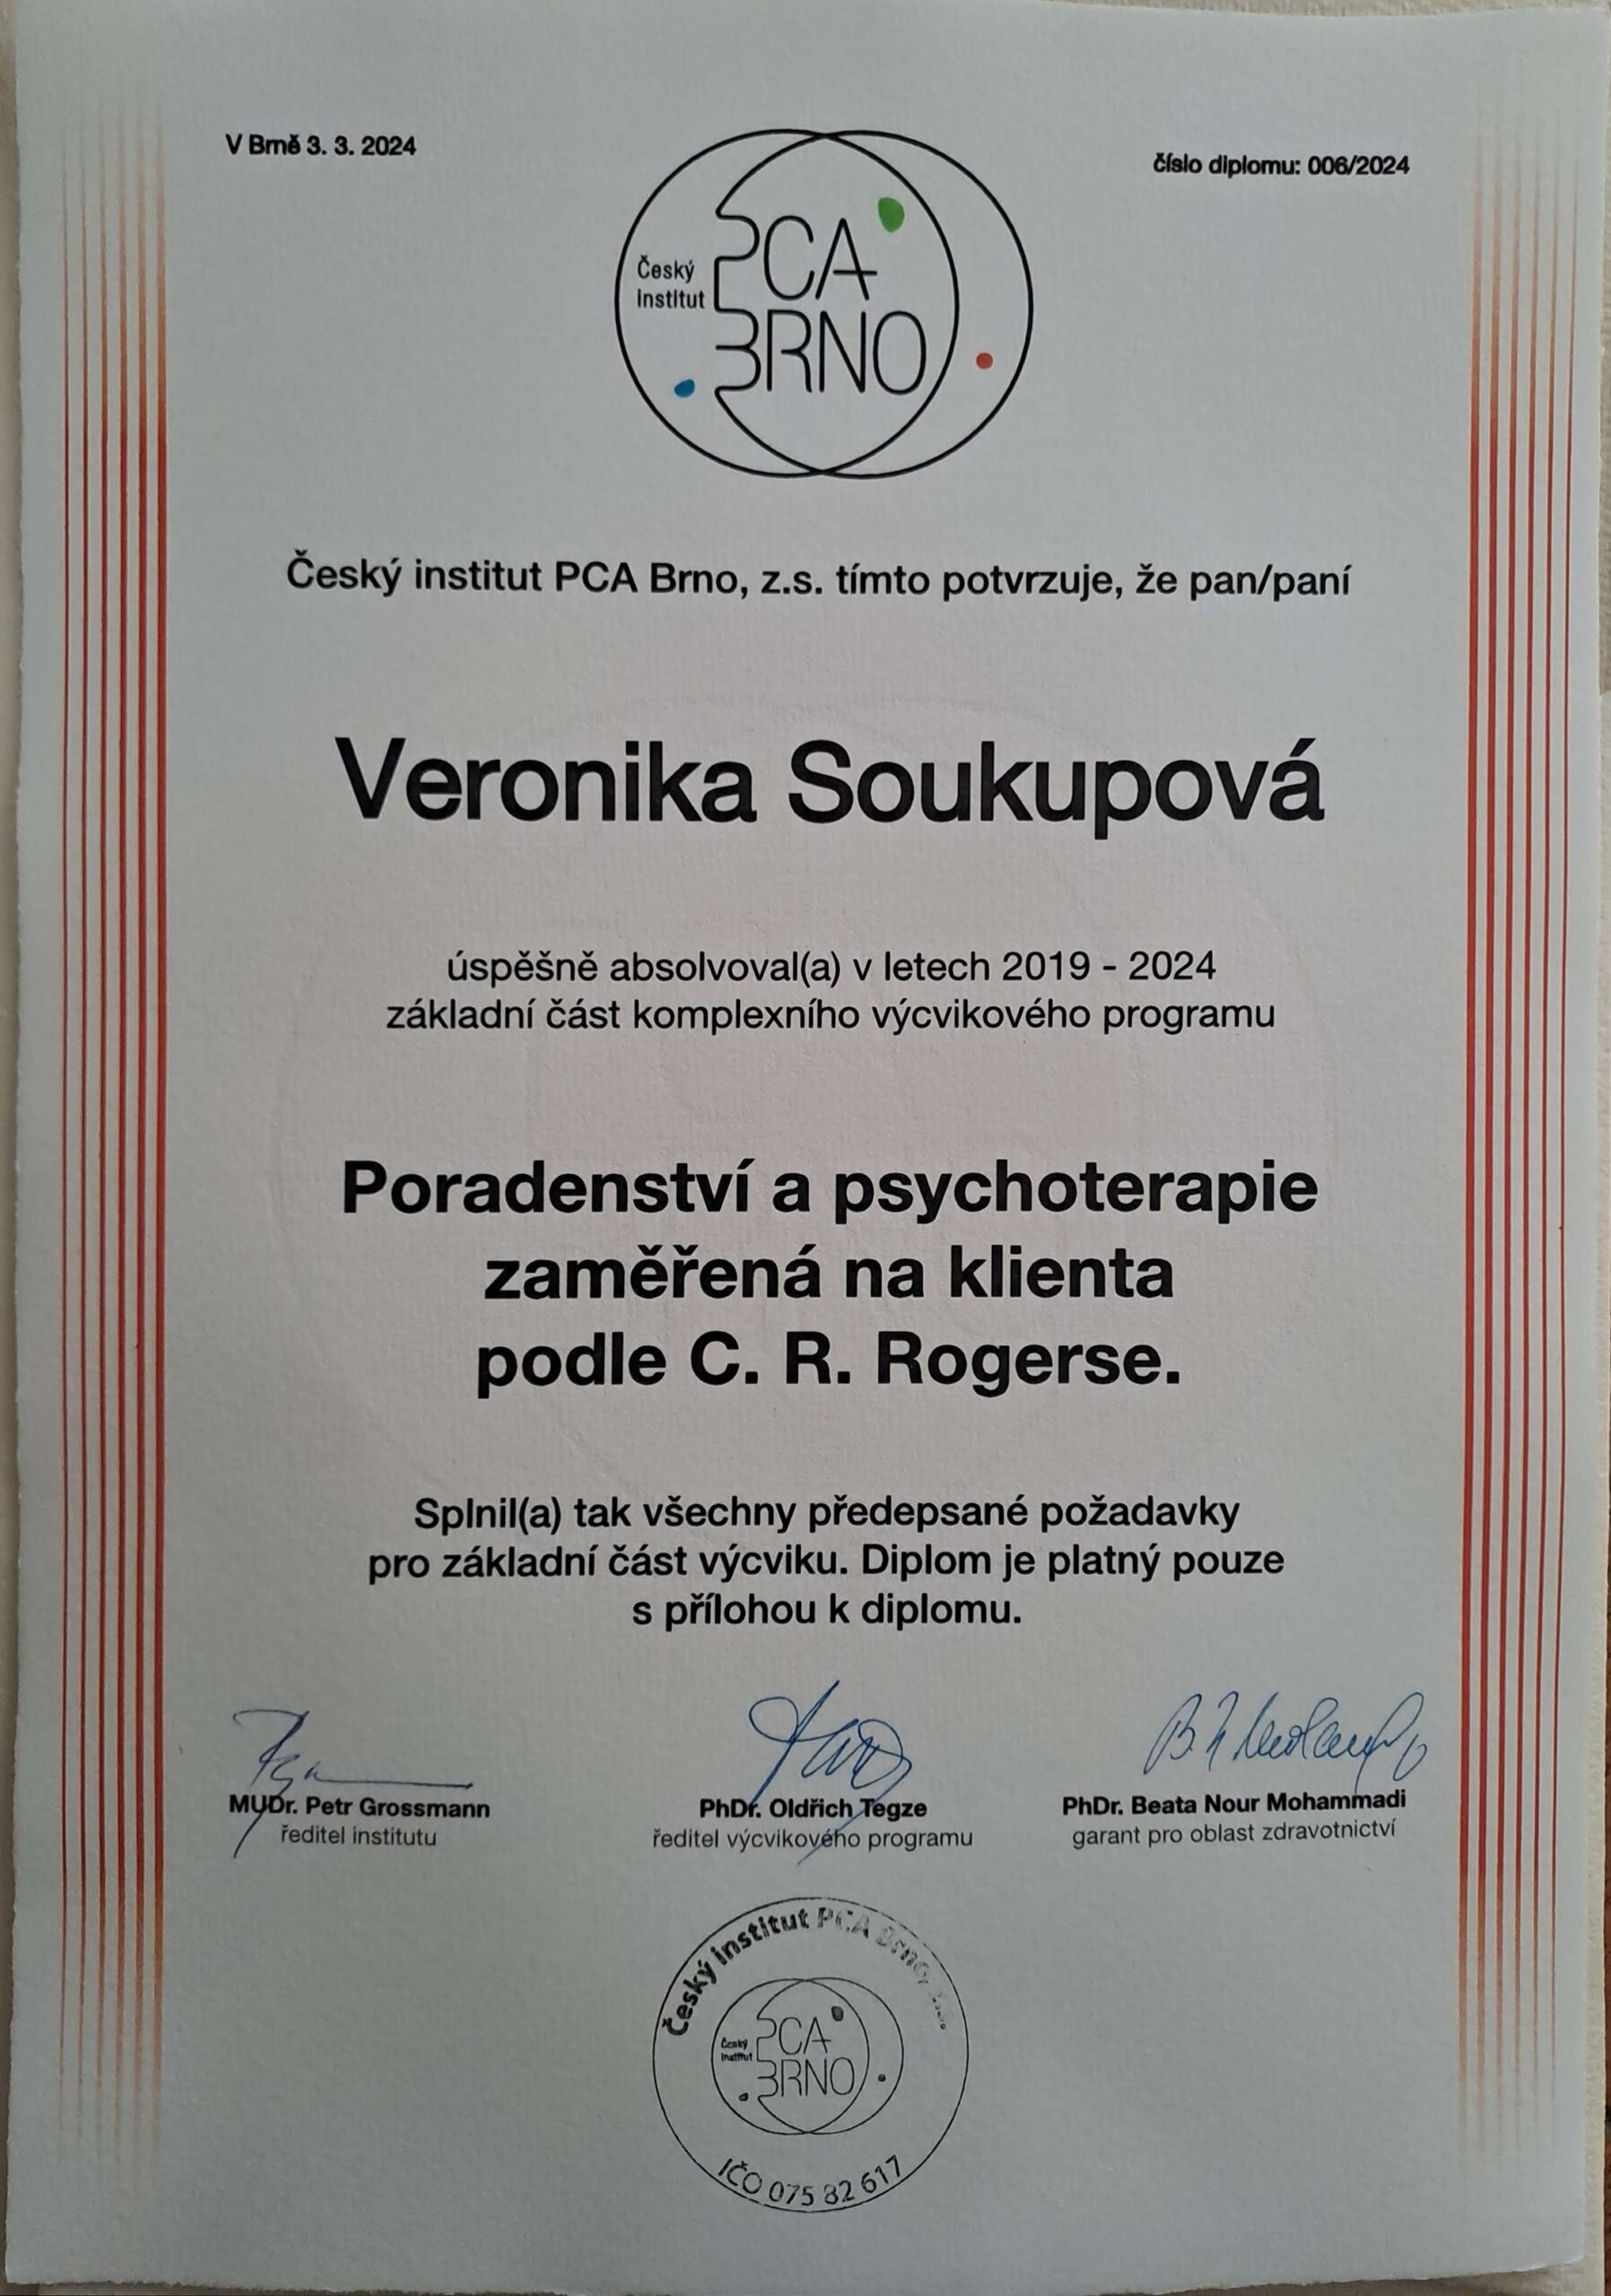 V Brně 3. 3. 2024
číslo diplomu: 006/2024
Český
institut
PCA
BRNO
Český institut PCA Brno, z.s. tímto potvrzuje, že pan/paní
Veronika Soukupová
úspěšně absolvoval(a) v letech 2019 - 2024
základní část komplexního výcvikového programu
Poradenství a psychoterapie
zaměřená na klienta
podle C. R. Rogerse.
Splnil(a) tak všechny předepsané požadavky
pro základní část výcviku. Diplom je platný pouze
s přílohou k diplomu.
MUDr. Petr Grossmann
ředitel institutu
PhDr. Oldřich Tegze
ředitel výcvikového programu
PhDr. Beata Nour Mohammadi
garant pro oblast zdravotnictví
Český institut PCA Brno,
Český
institut
PCA
BRNO
IČO 075 82 617